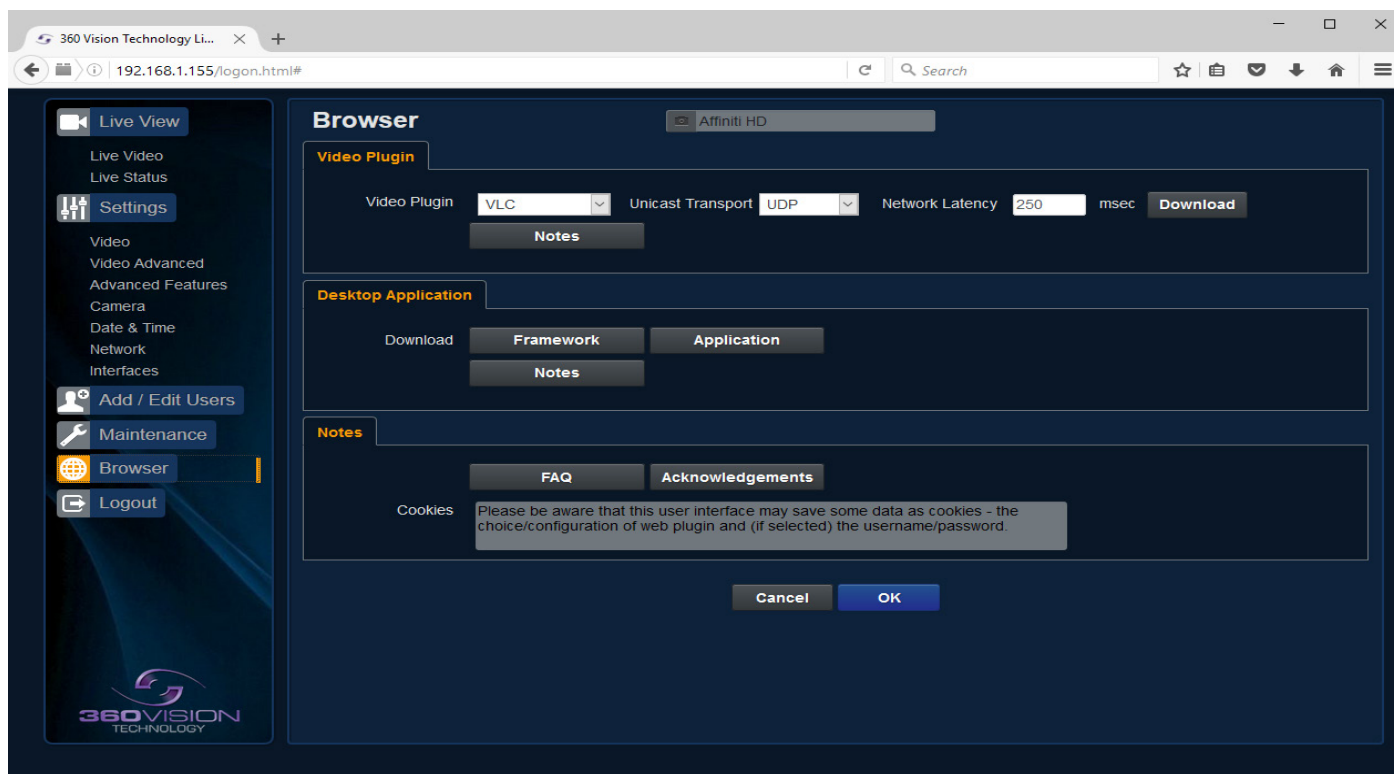 360 Vision Technology Li...
192.168.1.155/logon.html#
Search
Live View
Live Video
Live Status
Settings
Video
Video Advanced
Advanced Features
Camera
Date & Time
Network
Interfaces
Add / Edit Users
Maintenance
Browser
Logout
360VISION
TECHNOLOGY
Browser
Affiniti HD
Video Plugin
Video Plugin VLC Unicast Transport UDP Network Latency 250 msec Download
Notes
Desktop Application
Download Framework Application
Notes
Notes
FAQ Acknowledgements
Cookies Please be aware that this user interface may save some data as cookies - the
choice/configuration of web plugin and (if selected) the username/password.
Cancel OK